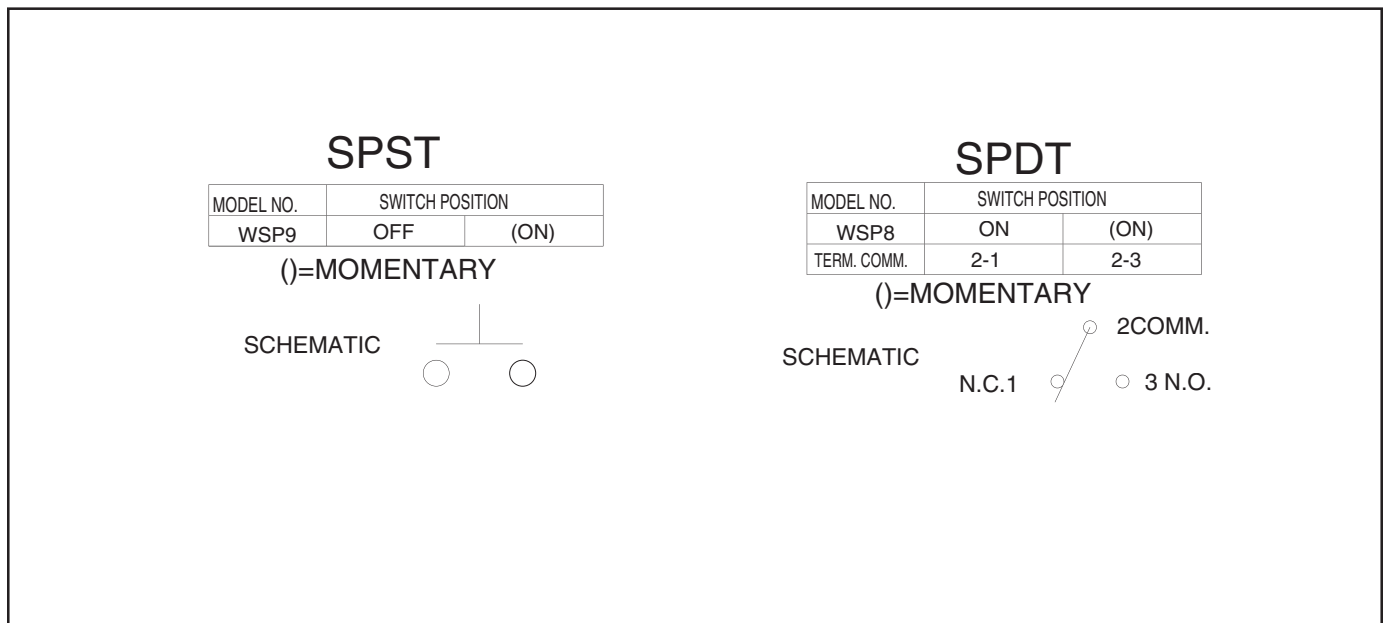 SPST
MODEL NO. SWITCH POSITION
WSP9 OFF (ON)
()=MOMENTARY
SCHEMATIC
SPDT
MODEL NO. SWITCH POSITION
WSP8 ON (ON)
TERM. COMM. 2-1 2-3
()=MOMENTARY
2COMM.
SCHEMATIC
N.C.1 3 N.O.